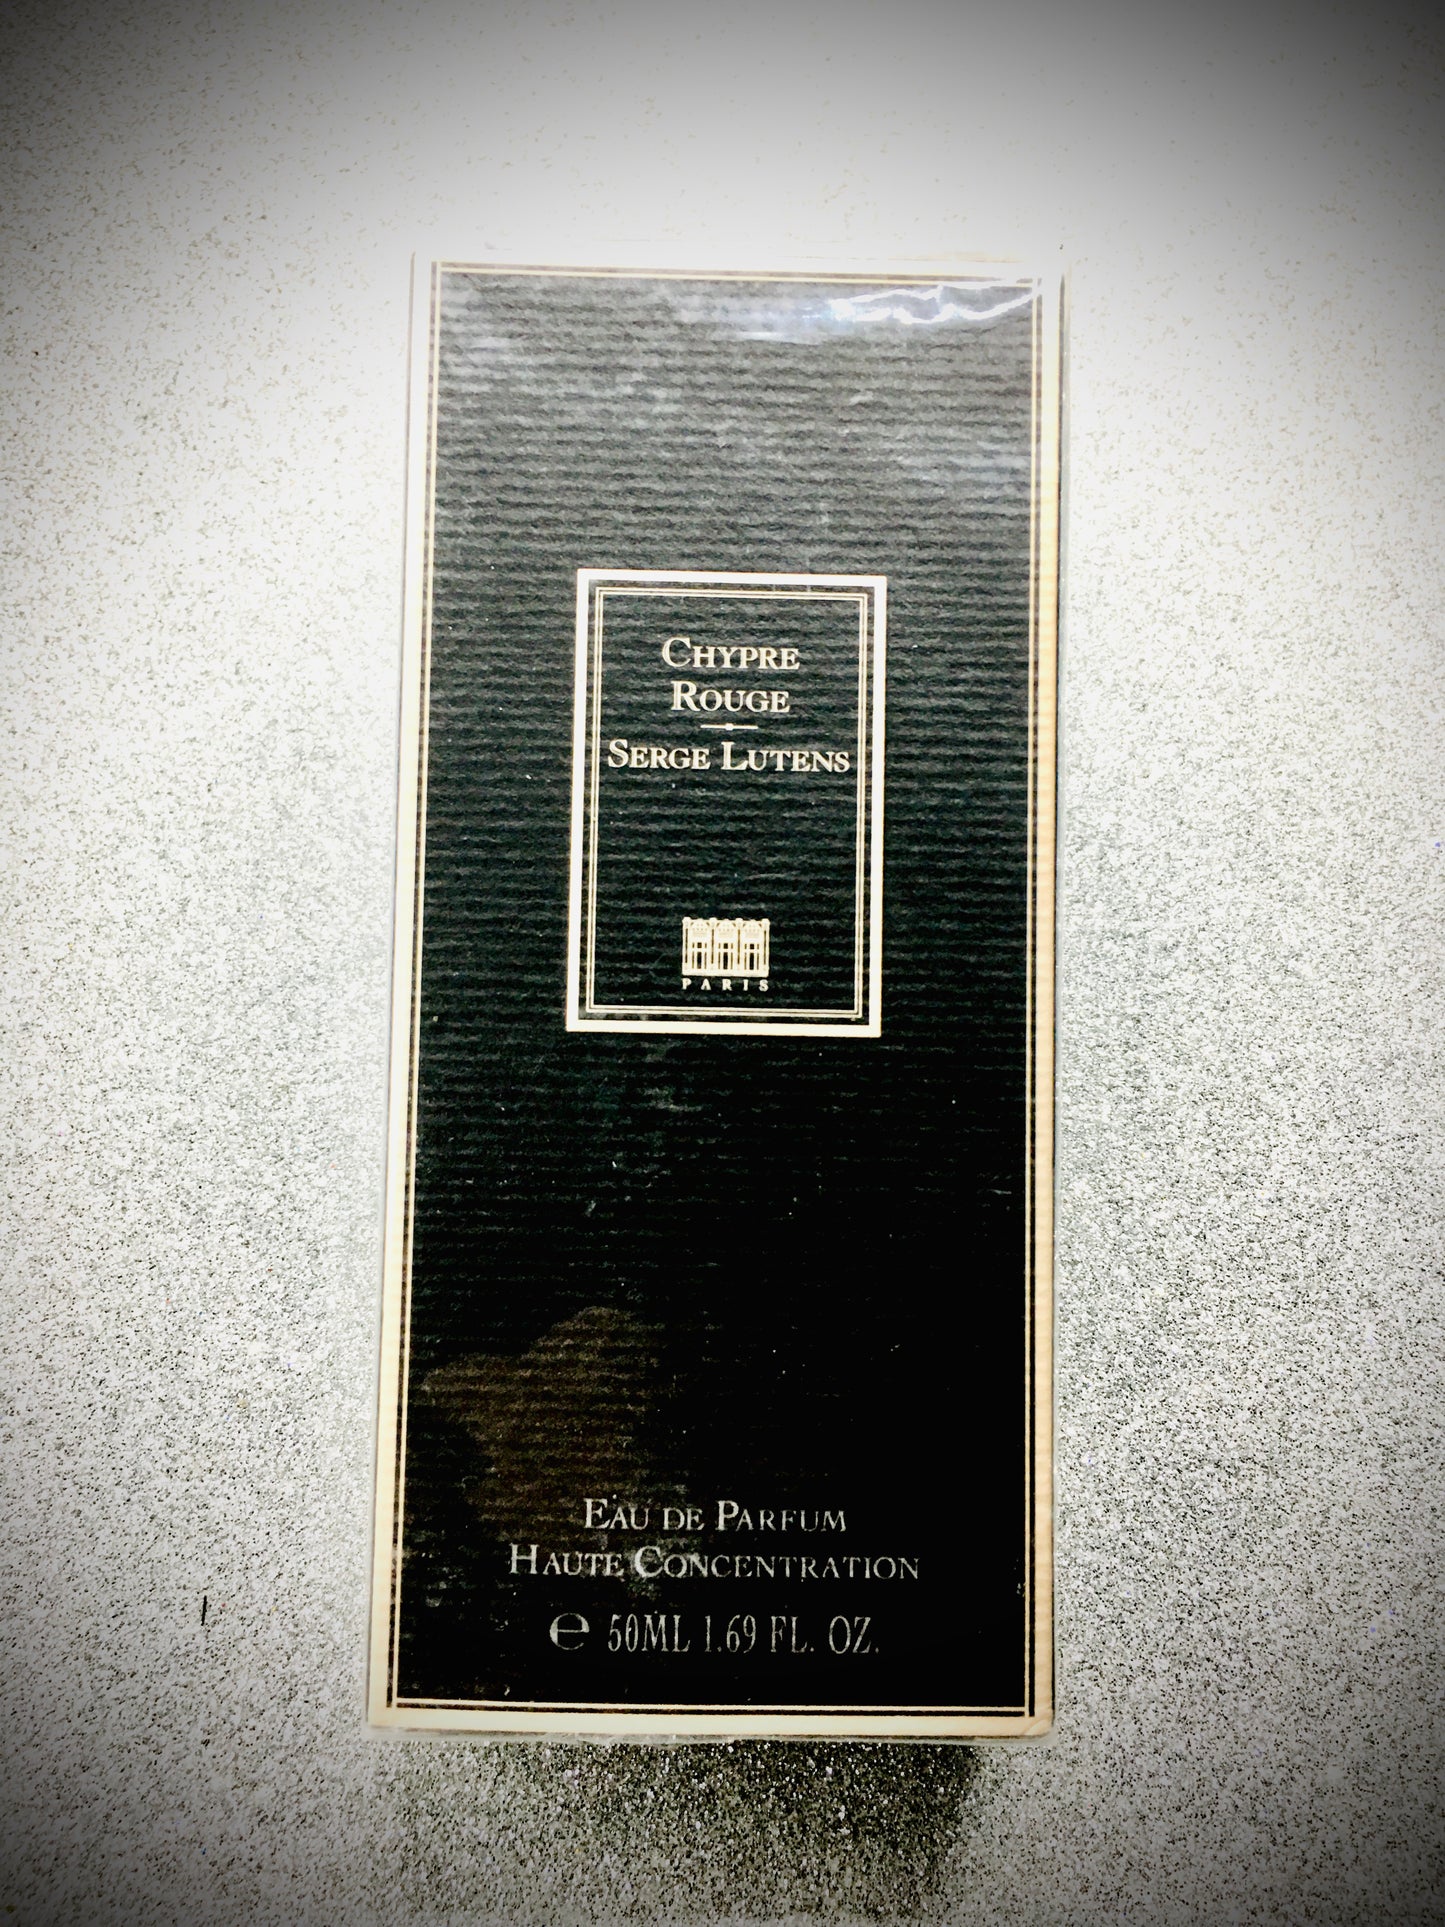 CHYPRE
ROUGE
SERGE LUTENS
PARIS
EAU DE PARFUM
HAUTE CONCENTRATION
℮ 50ML 1.69 FL. OZ.